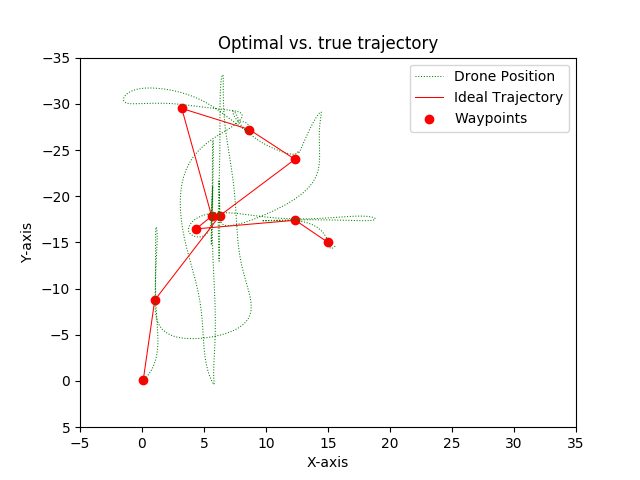 Optimal vs. true trajectory
Drone Position
Ideal Trajectory
Waypoints
Y-axis
−35
−30
−25
−20
−15
−10
−5
0
5
−5 0 5 10 15 20 25 30 35
X-axis